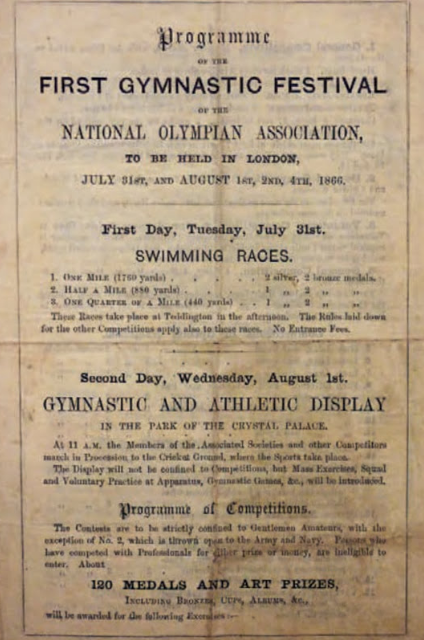 Programme
OF THE
FIRST GYMNASTIC FESTIVAL
OF THE
NATIONAL OLYMPIAN ASSOCIATION,
TO BE HELD IN LONDON,
JULY 31ST, AND AUGUST 1ST, 2ND, 4TH, 1866.
First Day, Tuesday, July 31st.
SWIMMING RACES.
1. ONE MILE (1760 yards) . . . . . 2 silver, 2 bronze medals.
2. HALF A MILE (880 yards) . . . . 1 „ 2 „ „
3. ONE QUARTER OF A MILE (440 yards) . . 1 „ 2 „ „
These Races take place at Teddington in the afternoon. The Rules laid down
for the other Competitions apply also to these races. No Entrance Fees.
Second Day, Wednesday, August 1st.
GYMNASTIC AND ATHLETIC DISPLAY
IN THE PARK OF THE CRYSTAL PALACE.
At 11 A.M. the Members of the Associated Societies and other Competitors
march in Procession to the Cricket Ground, where the Sports take place.
The Display will not be confined to Competitions, but Mass Exercises, Squad
and Voluntary Practice at Apparatus, Gymnastic Games, &c., will be introduced.
Programme of Competitions.
The Contests are to be strictly confined to Gentlemen Amateurs, with the
exception of No. 2, which is thrown open to the Army and Navy. Persons who
have competed with Professionals for either prize or money, are ineligible to
enter. About
120 MEDALS AND ART PRIZES,
INCLUDING BRONZES, CUPS, ALBUMS, &c.,
will be awarded for the following Exercises:—